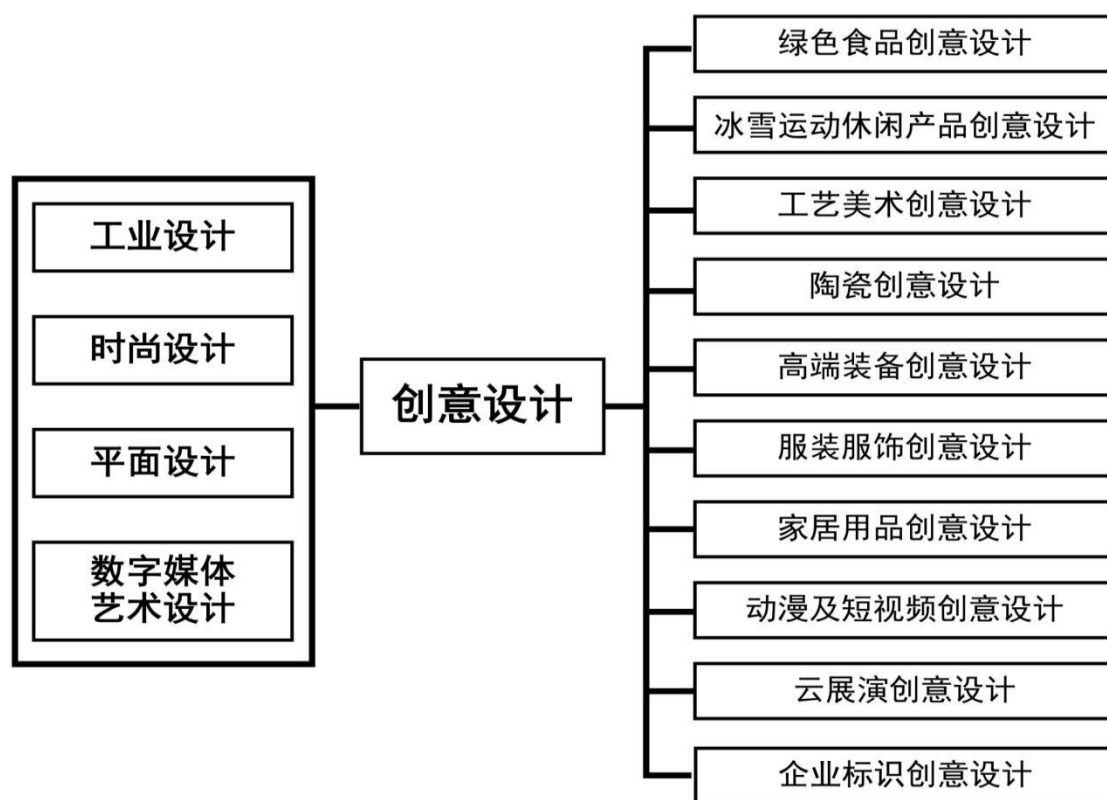 工业设计
时尚设计
平面设计
数字媒体
艺术设计
创意设计
绿色食品创意设计
冰雪运动休闲产品创意设计
工艺美术创意设计
陶瓷创意设计
高端装备创意设计
服装服饰创意设计
家居用品创意设计
动漫及短视频创意设计
云展演创意设计
企业标识创意设计